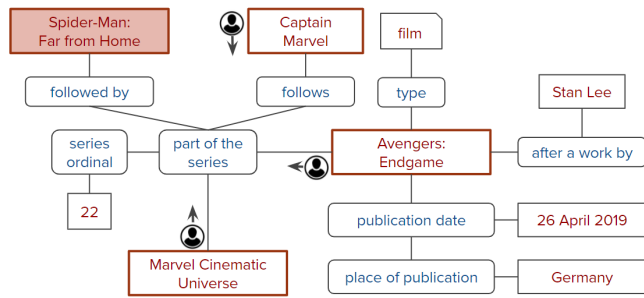 Spider-Man:
Far from Home
Captain
Marvel
film
followed by
follows
type
Stan Lee
series
ordinal
part of the
series
Avengers:
Endgame
after a work by
22
publication date
26 April 2019
Marvel Cinematic
Universe
place of publication
Germany